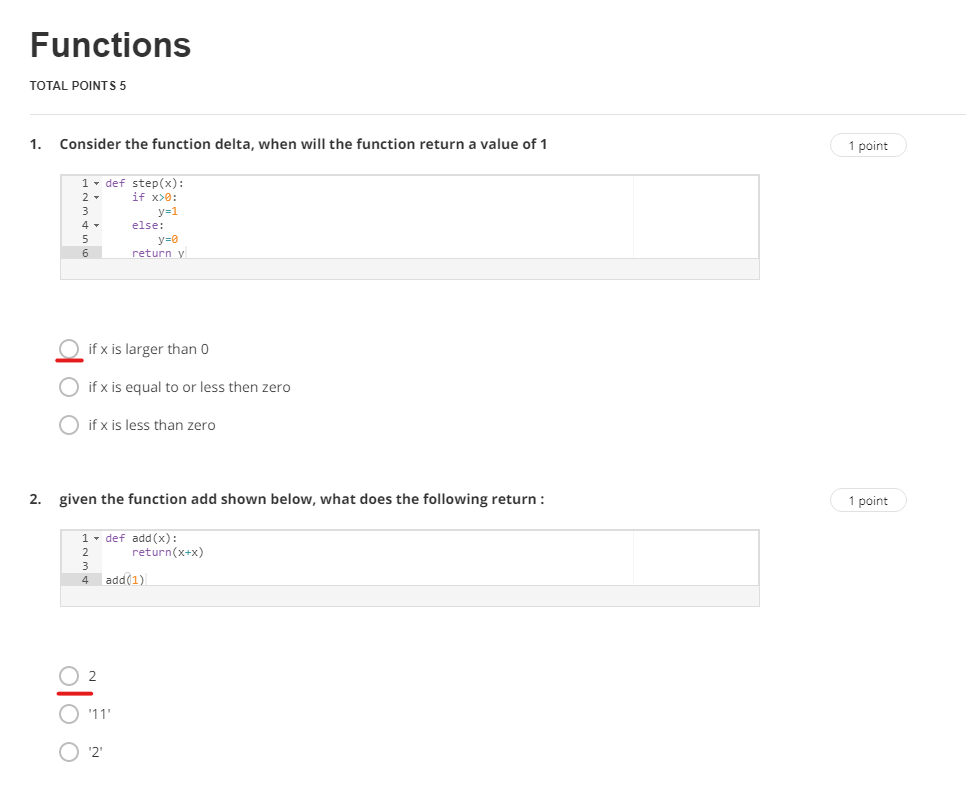 Functions
TOTAL POINTS 5
1. Consider the function delta, when will the function return a value of 1
1 point
1 def step(x):
2     if x>0:
3         y=1
4     else:
5         y=0
6     return y
if x is larger than 0
if x is equal to or less then zero
if x is less than zero
2. given the function add shown below, what does the following return :
1 point
1 def add(x):
2     return(x+x)
3
4 add(1)
2
'11'
'2'